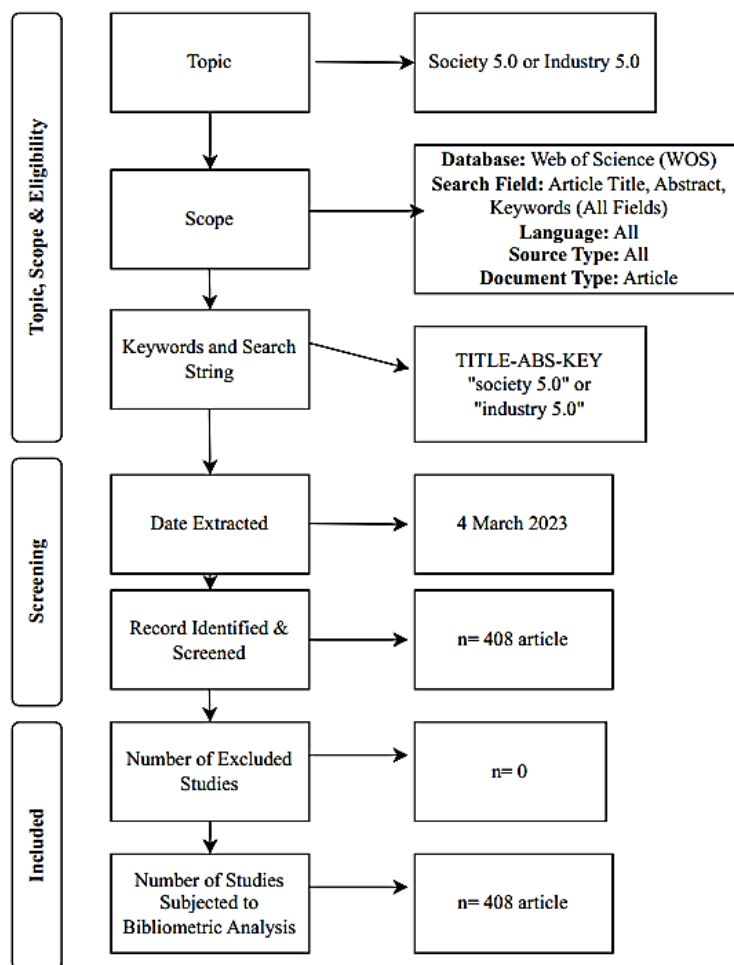 Topic, Scope & Eligibility
Topic
Society 5.0 or Industry 5.0
Scope
Database: Web of Science (WOS)
Search Field: Article Title, Abstract,
Keywords (All Fields)
Language: All
Source Type: All
Document Type: Article
Keywords and Search
String
TITLE-ABS-KEY
"society 5.0" or
"industry 5.0"
Screening
Date Extracted
4 March 2023
Record Identified &
Screened
n= 408 article
Included
Number of Excluded
Studies
n= 0
Number of Studies
Subjected to
Bibliometric Analysis
n= 408 article